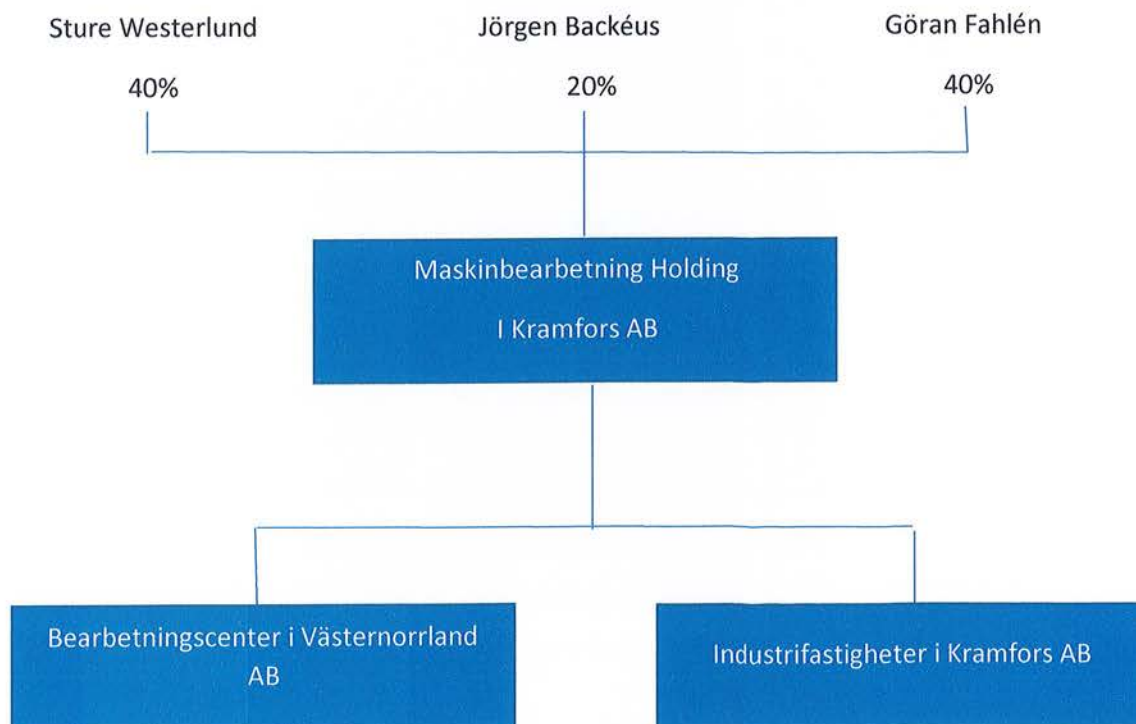 Sture Westerlund
Jörgen Backéus
Göran Fahlén
40%
20%
40%
Maskinbearbetning Holding
I Kramfors AB
Bearbetningscenter i Västernorrland
AB
Industrifastigheter i Kramfors AB